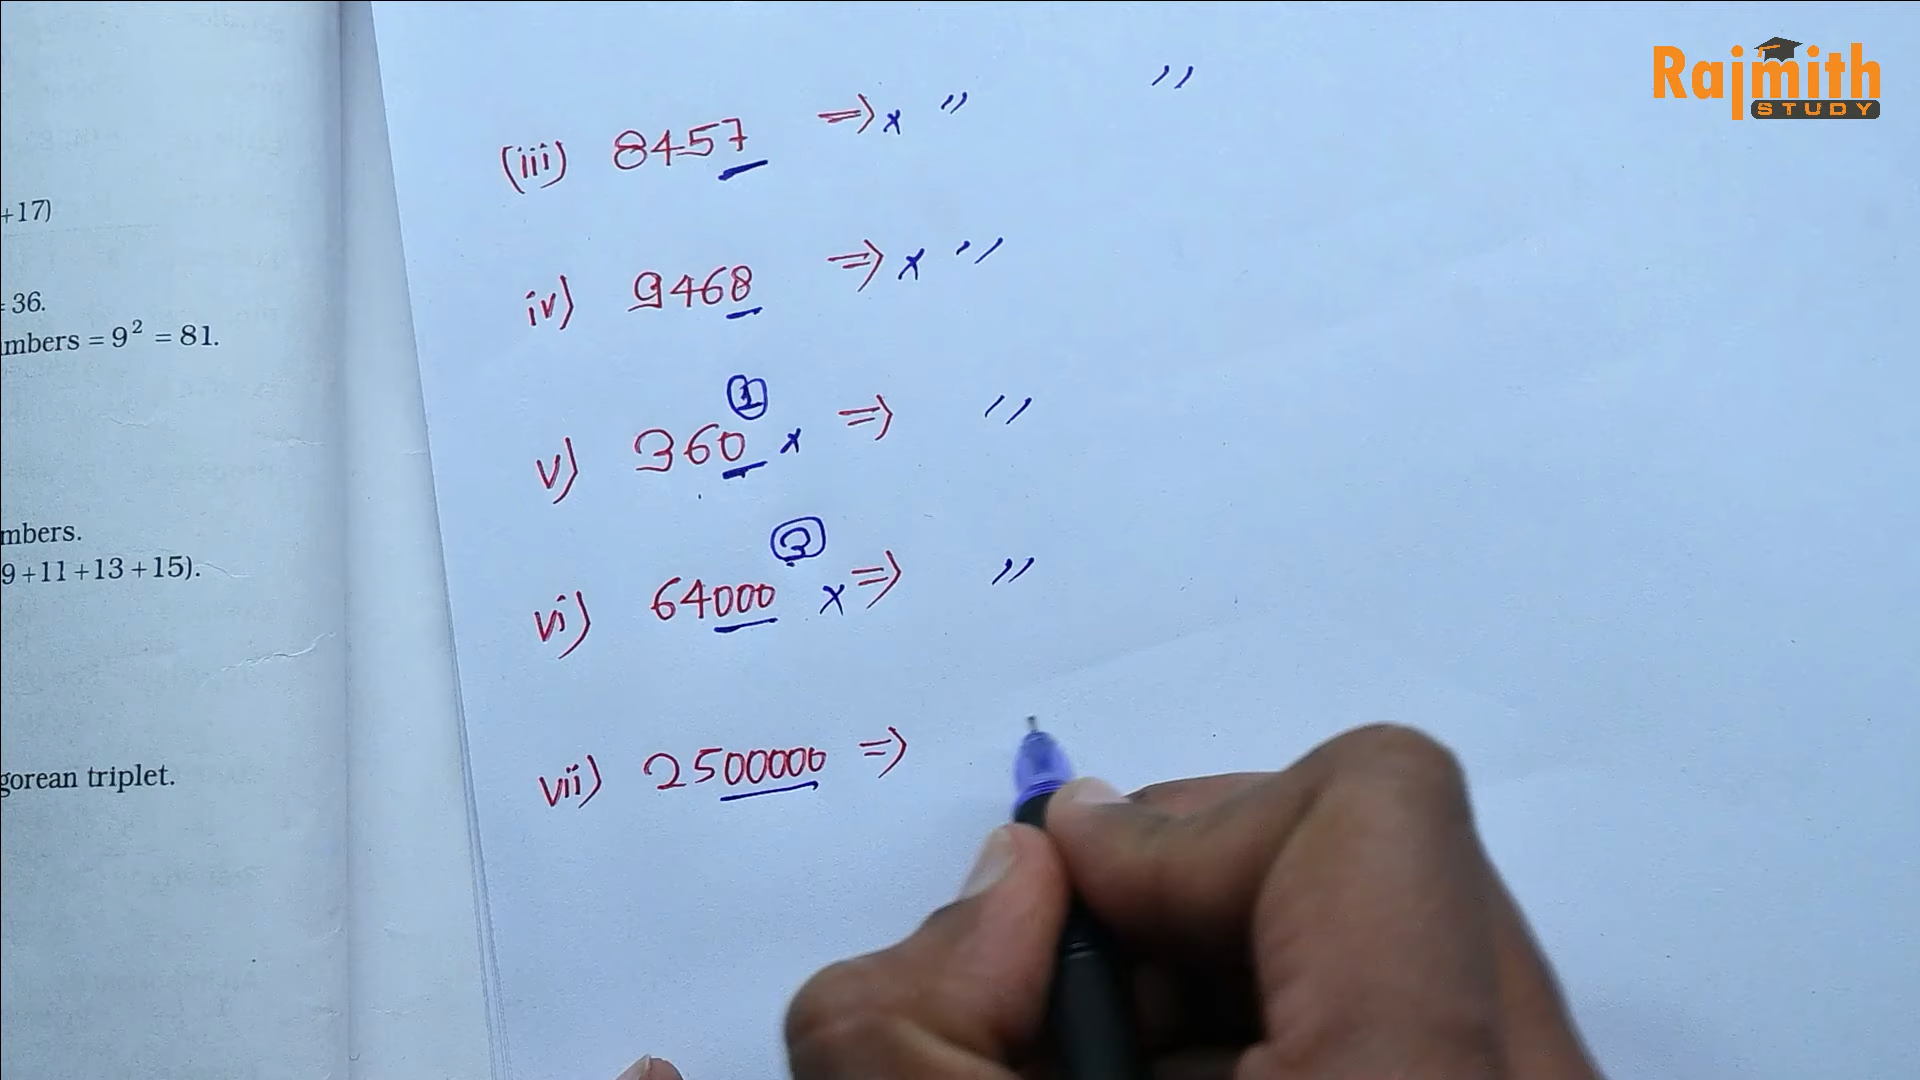 Rajmith
STUDY
(iii) 8457 => x "
"
iv) 9468 => x "
1
v) 360 x => "
3
vi) 64000 x => "
vii) 2500000 =>
+17)
= 36.
mbers = 9² = 81.
mbers.
9+11+13+15).
gorean triplet.